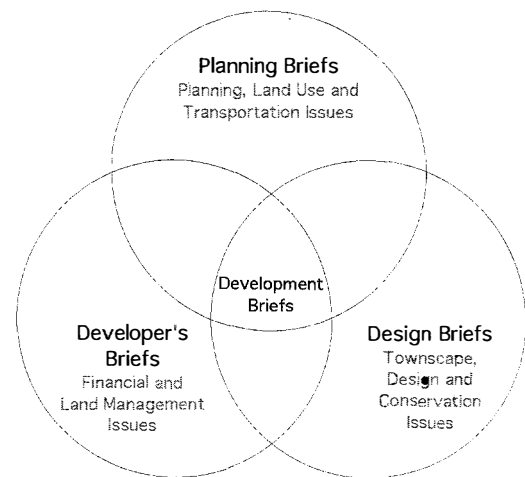 Planning Briefs
Planning, Land Use and
Transportation Issues
Development
Briefs
Developer's
Briefs
Financial and
Land Management
Issues
Design Briefs
Townscape,
Design and
Conservation
Issues